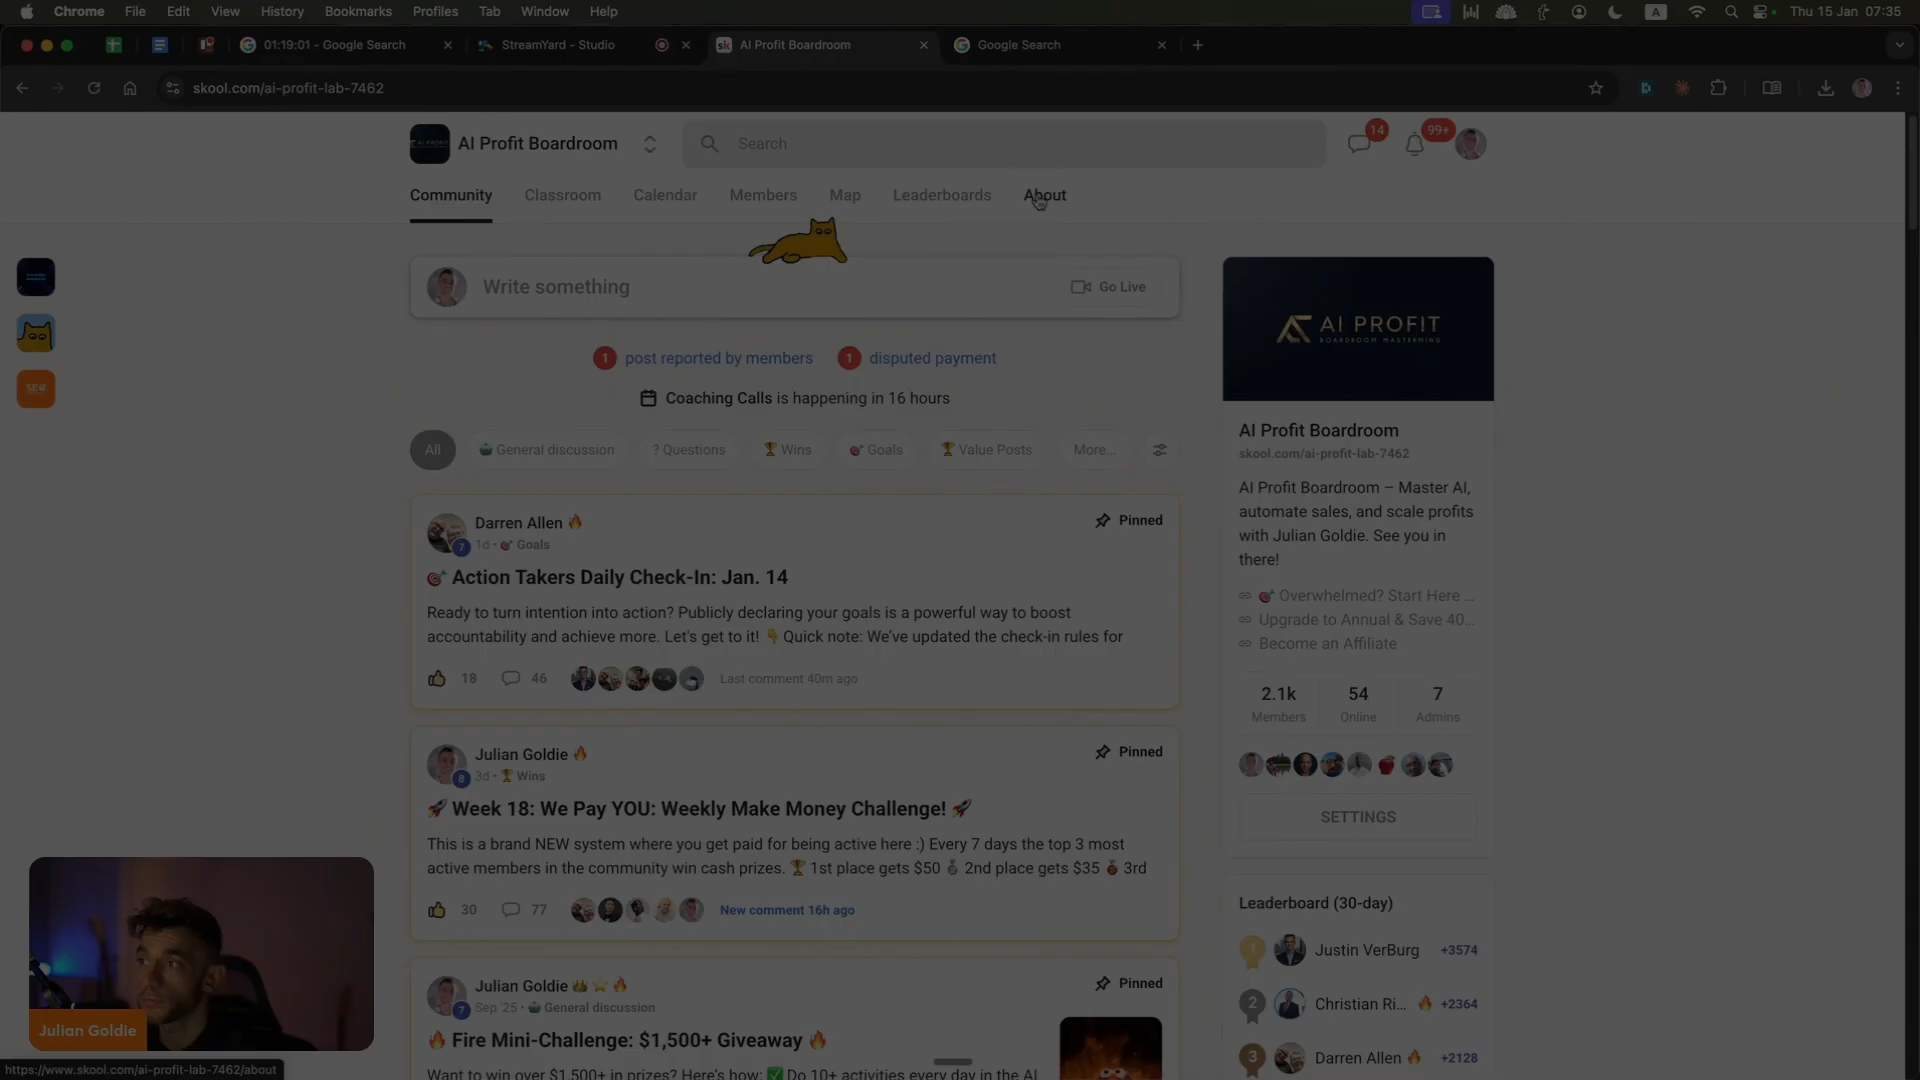 Chrome File Edit View History Bookmarks Profiles Tab Window Help A Thu 15 Jan 07:35
01:19:01 - Google Search StreamYard - Studio sk AI Profit Boardroom Google Search
skool.com/ai-profit-lab-7462
AI PROFIT AI Profit Boardroom Search 14 99+
Community Classroom Calendar Members Map Leaderboards About
Write something Go Live
1 post reported by members 1 disputed payment
Coaching Calls is happening in 16 hours
All General discussion ? Questions Wins Goals Value Posts More...
SEO
AI PROFIT
BOARDROOM MASTERMIND
AI Profit Boardroom
skool.com/ai-profit-lab-7462
AI Profit Boardroom – Master AI,
automate sales, and scale profits
with Julian Goldie. See you in
there!
Overwhelmed? Start Here ...
Upgrade to Annual & Save 40...
Become an Affiliate
2.1k 54 7
Members Online Admins
SETTINGS
Leaderboard (30-day)
1 Justin VerBurg +3574
2 Christian Ri... +2364
3 Darren Allen +2128
Darren Allen Pinned
7 1d • Goals
Action Takers Daily Check-In: Jan. 14
Ready to turn intention into action? Publicly declaring your goals is a powerful way to boost
accountability and achieve more. Let's get to it! Quick note: We've updated the check-in rules for
18 46 Last comment 40m ago
Julian Goldie Pinned
8 3d • Wins
Week 18: We Pay YOU: Weekly Make Money Challenge!
This is a brand NEW system where you get paid for being active here :) Every 7 days the top 3 most
active members in the community win cash prizes. 1st place gets $50 2nd place gets $35 3rd
30 77 New comment 16h ago
Julian Goldie Pinned
7 Sep '25 • General discussion
Fire Mini-Challenge: $1,500+ Giveaway
Want to win over $1,500+ in prizes? Here's how: Do 10+ activities every day in the AI
Julian Goldie
https://www.skool.com/ai-profit-lab-7462/about